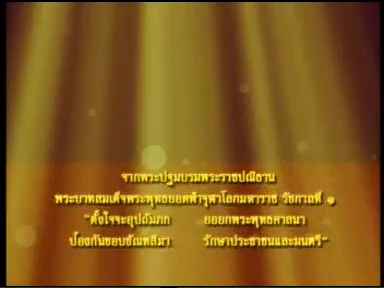 จากพระปฐมบรมพระราชปณิธาน
พระบาทสมเด็จพระพุทธยอดฟ้าจุฬาโลกมหาราช รัชกาลที่ ๑
"ตั้งใจจะอุปถัมภก ยอยกพระพุทธศาสนา
ป้องกันขอบขัณฑสีมา รักษาประชาชนและมนตรี"